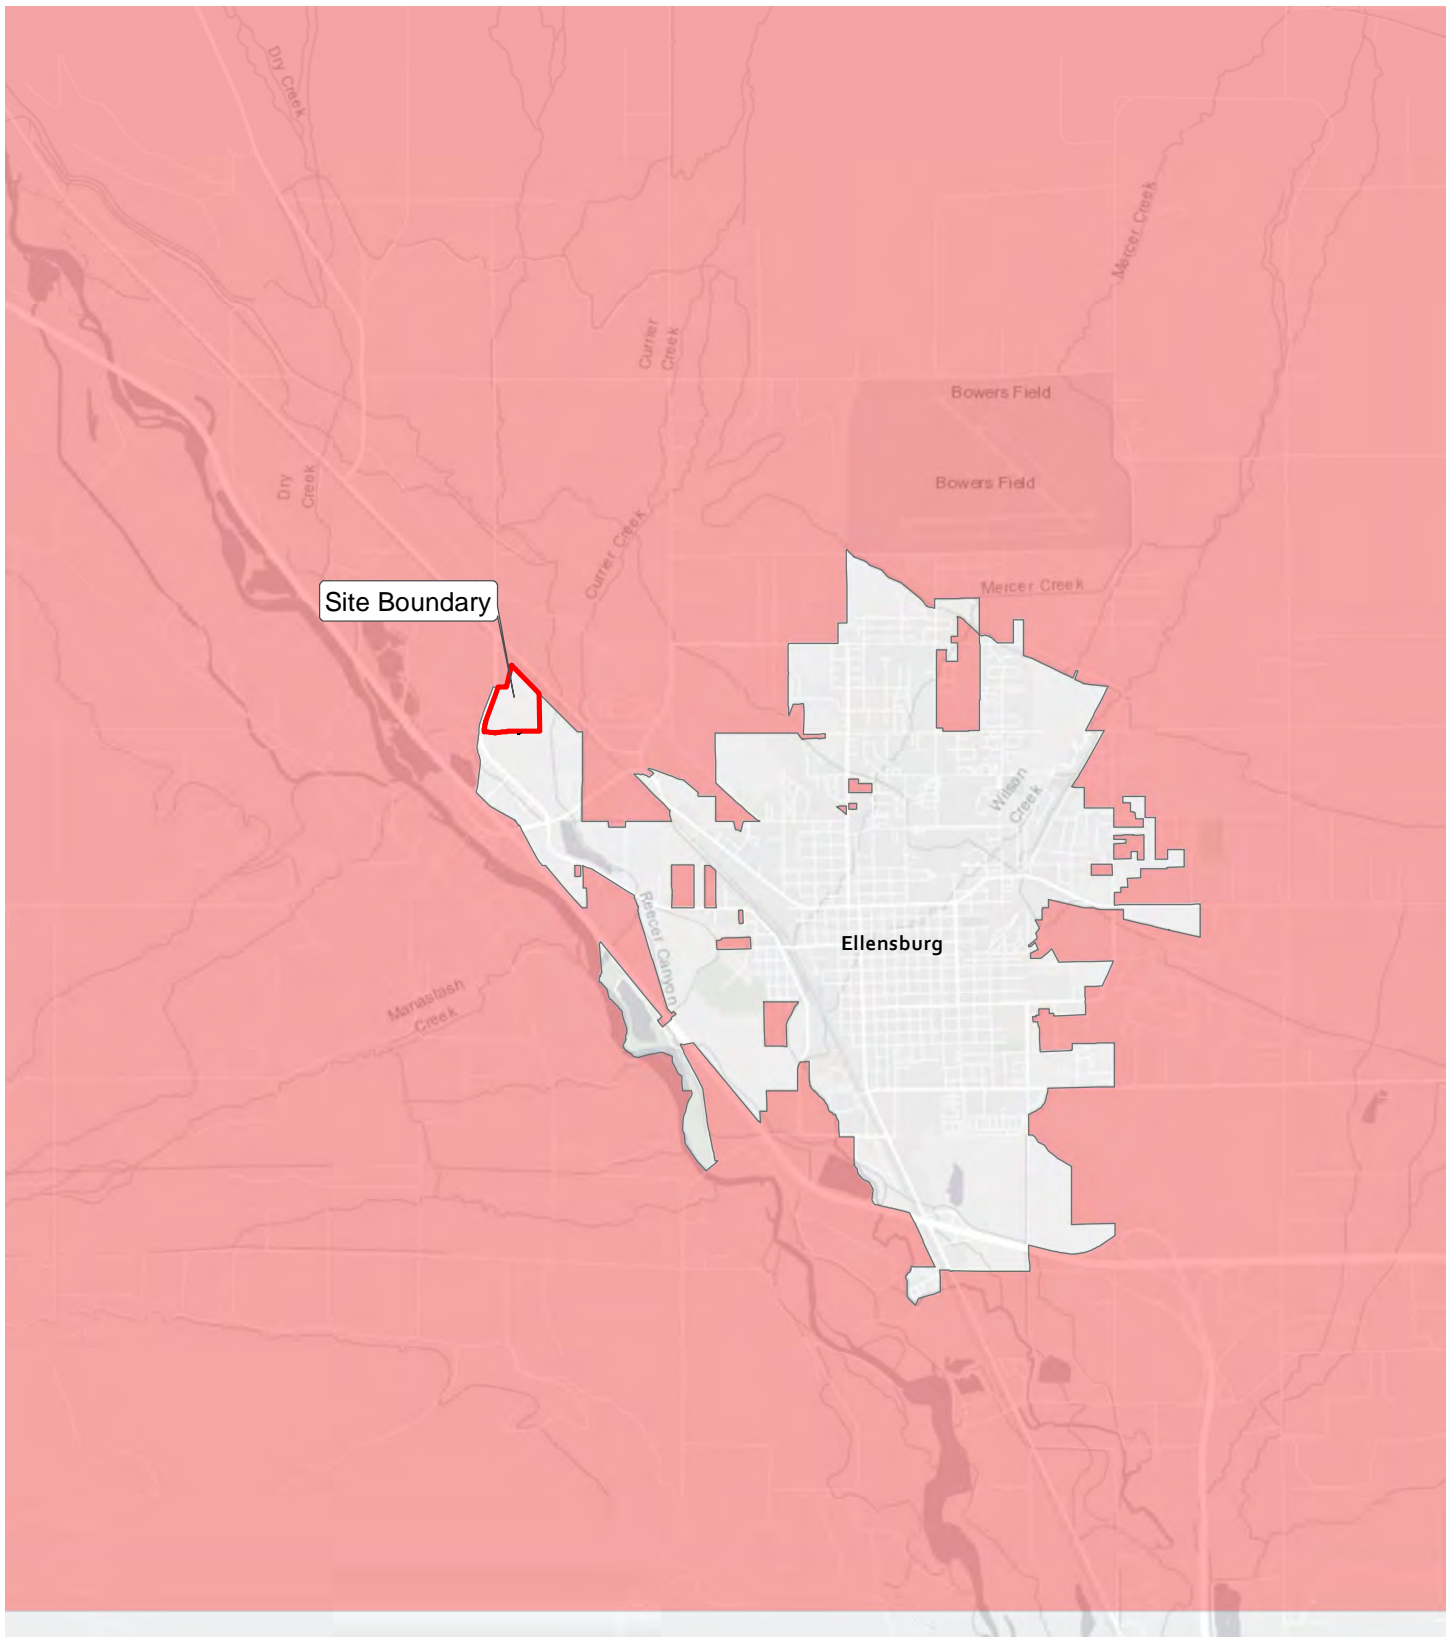 Dry Creek
Mercer Creek
Currier
Creek
Bowers Field
Dry
Creek
Bowers Field
Currier Creek
Mercer Creek
Site Boundary
Wilson
Creek
Reecer Canyon
Ellensburg
Manastash
Creek